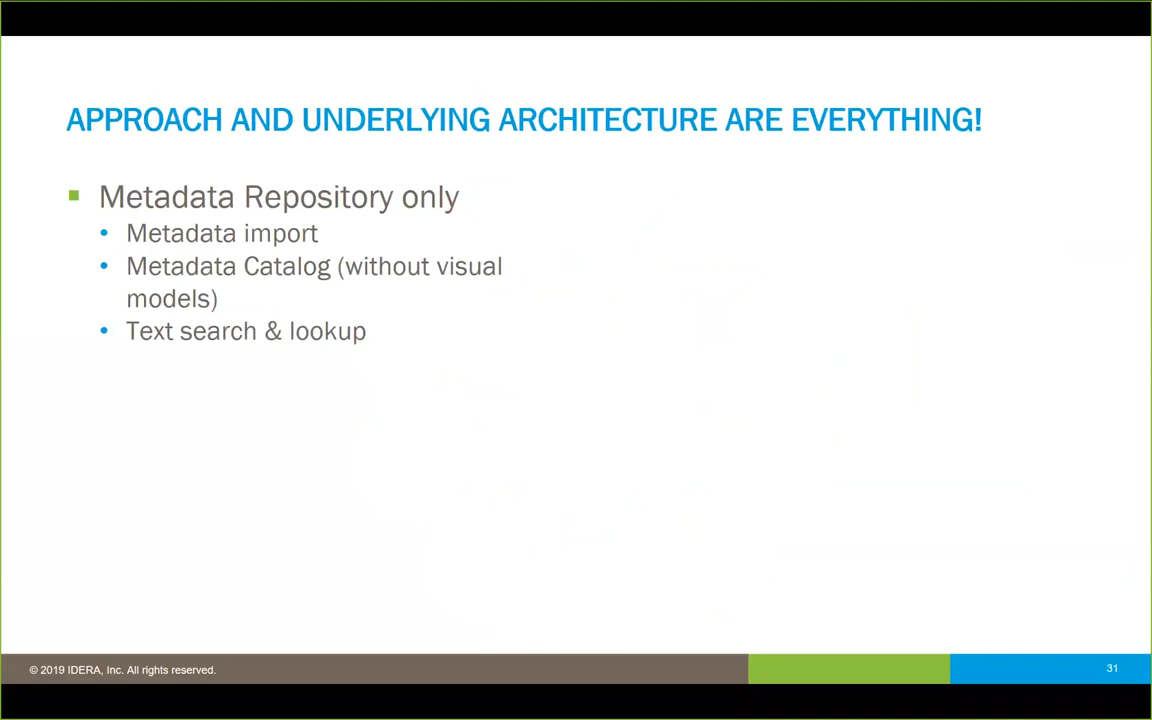 APPROACH AND UNDERLYING ARCHITECTURE ARE EVERYTHING!
Metadata Repository only
Metadata import
Metadata Catalog (without visual
models)
Text search & lookup
© 2019 IDERA, Inc. All rights reserved.
31